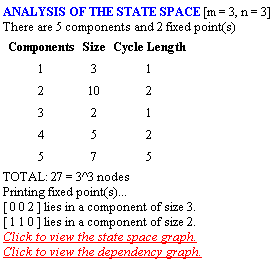 ANALYSIS OF THE STATE SPACE [m = 3, n = 3]
There are 5 components and 2 fixed point(s)
Components Size Cycle Length
1 3 1
2 10 2
3 2 1
4 5 2
5 7 5
TOTAL: 27 = 3^3 nodes
Printing fixed point(s)...
[ 0 0 2 ] lies in a component of size 3.
[ 1 1 0 ] lies in a component of size 2.
Click to view the state space graph.
Click to view the dependency graph.